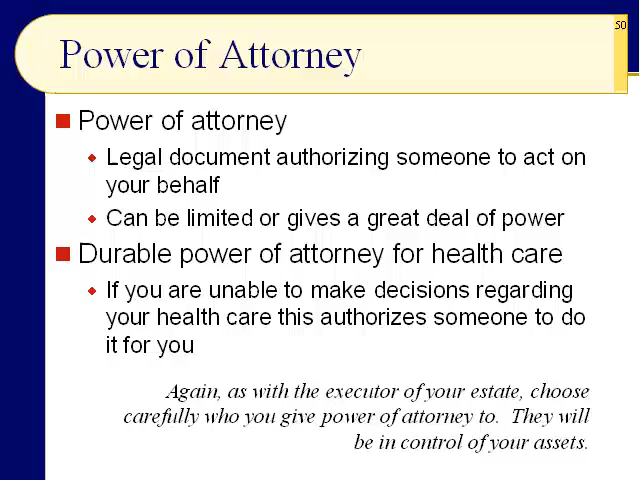 50
Power of Attorney
Power of attorney
Legal document authorizing someone to act on
your behalf
Can be limited or gives a great deal of power
Durable power of attorney for health care
If you are unable to make decisions regarding
your health care this authorizes someone to do
it for you
Again, as with the executor of your estate, choose
carefully who you give power of attorney to. They will
be in control of your assets.